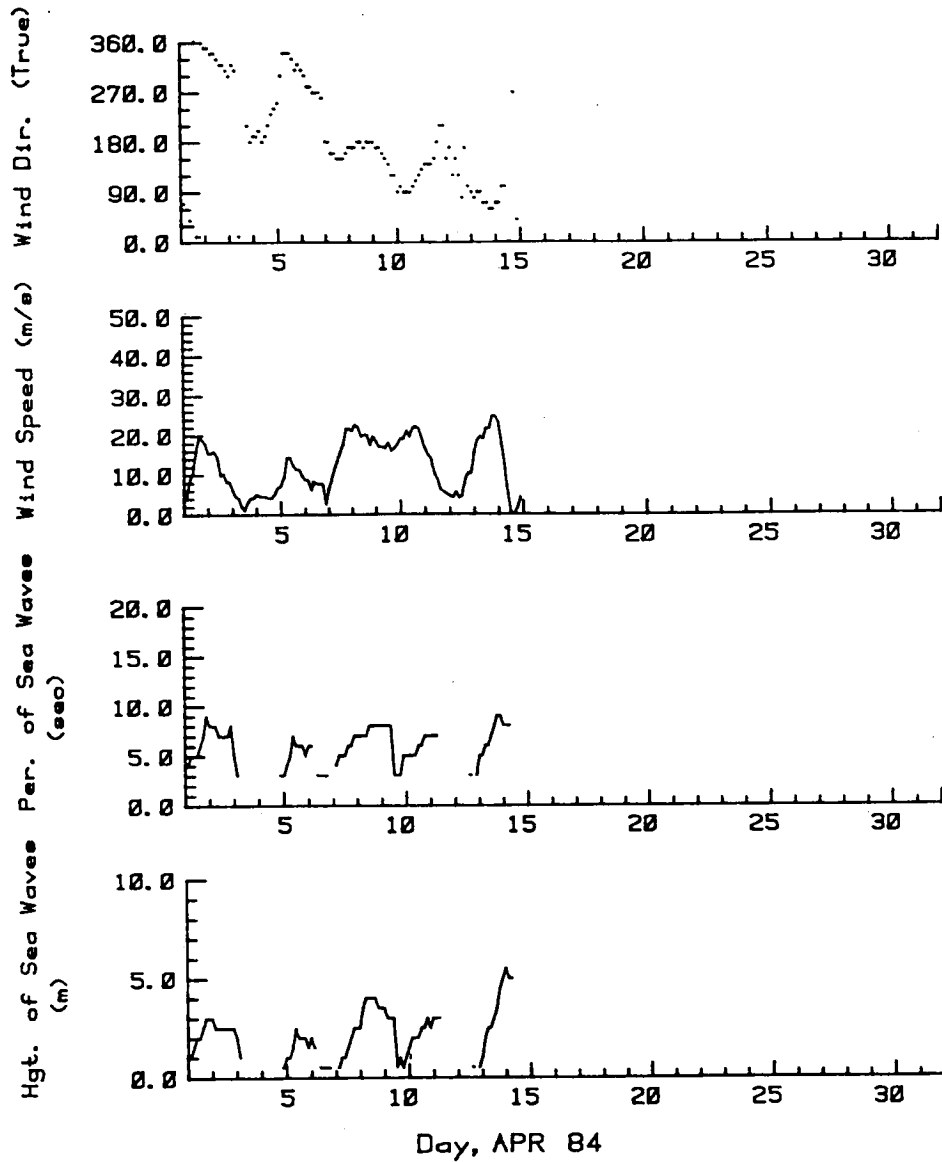 Wind Dir. (True)
360.0
270.0
180.0
90.0
0.0
5 10 15 20 25 30
Wind Speed (m/s)
50.0
40.0
30.0
20.0
10.0
0.0
5 10 15 20 25 30
Per. of Sea Waves
(sec)
20.0
15.0
10.0
5.0
0.0
5 10 15 20 25 30
Hgt. of Sea Waves
(m)
10.0
5.0
0.0
5 10 15 20 25 30
Day, APR 84